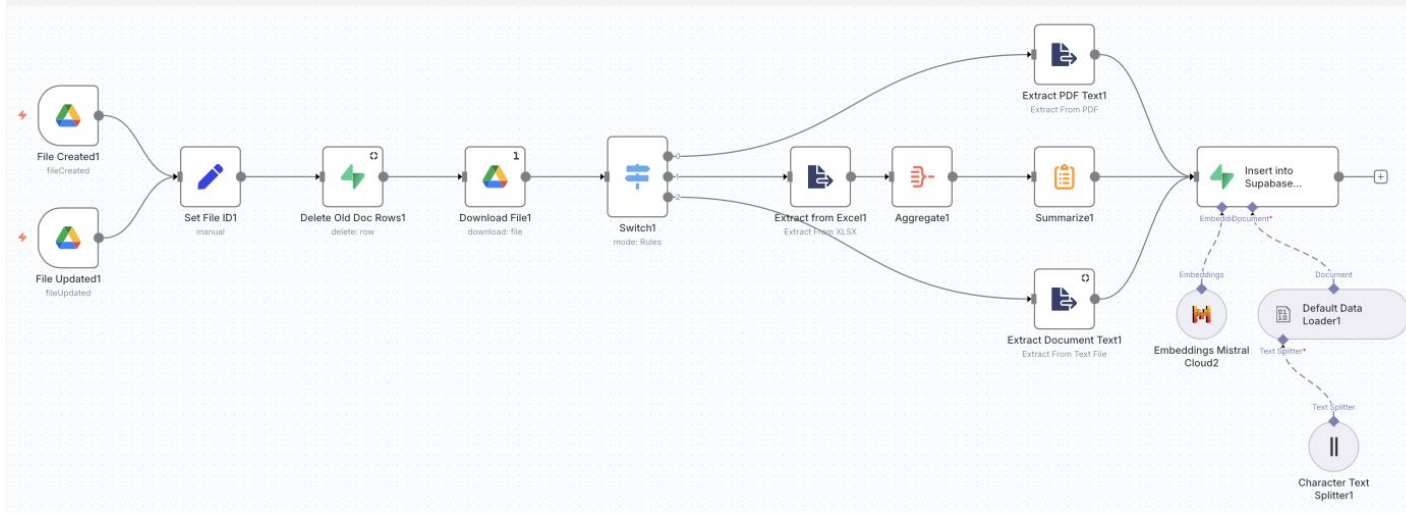 File Created1
fileCreated
File Updated1
fileUpdated
Set File ID1
manual
Delete Old Doc Rows1
delete: row
1
Download File1
download: file
0
1
2
Switch1
mode: Rules
Extract PDF Text1
Extract From PDF
Extract from Excel1
Extract From XLSX
Aggregate1
Summarize1
Extract Document Text1
Extract From Text File
Insert into
Supabase...
Document*
Embeddings
Embeddings Mistral
Cloud2
Document
Default Data
Loader1
Text Splitter*
Text Splitter
Character Text
Splitter1